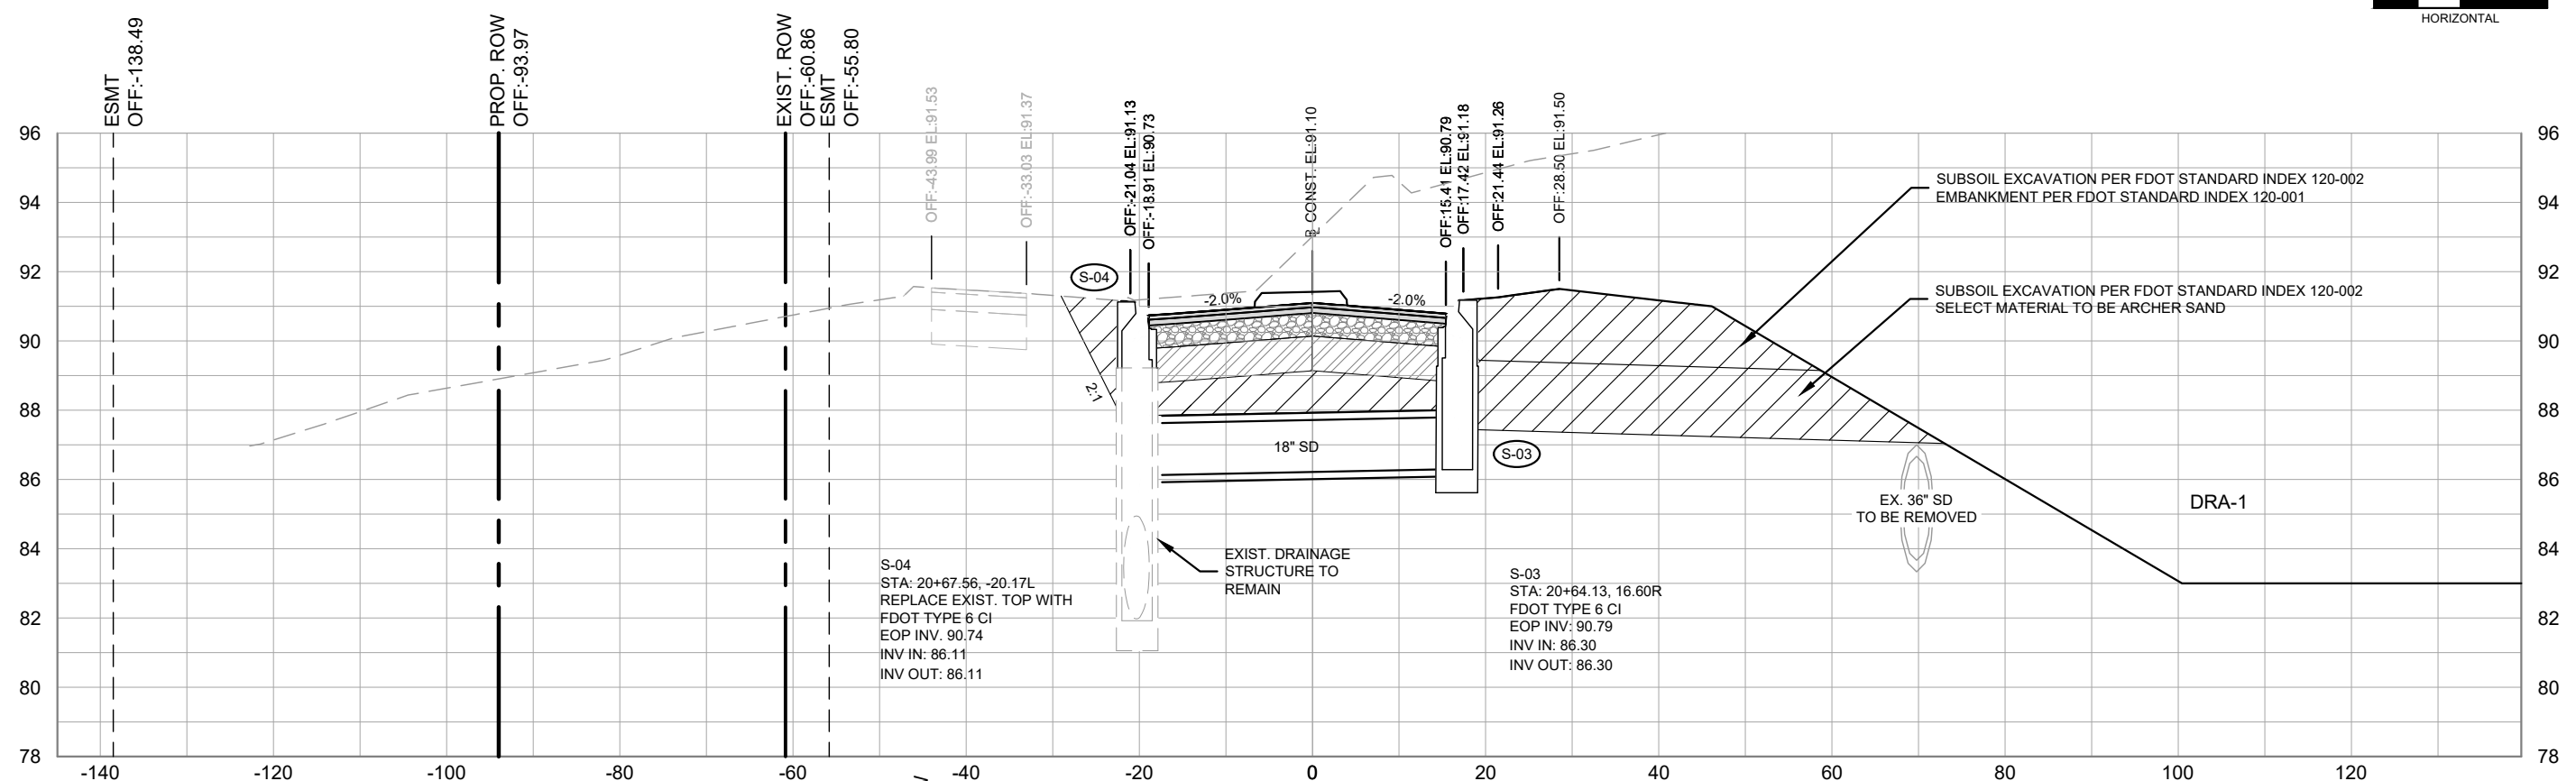 HORIZONTAL
ESMT
OFF:-138.49
PROP. ROW
OFF:-93.97
EXIST. ROW
OFF:-60.86
ESMT
OFF:-55.80
OFF:-43.99 EL:91.53
OFF:-33.03 EL:91.37
OFF:-21.04 EL:91.13
OFF:-18.91 EL:90.73
℄ CONST. EL:91.10
OFF:15.41 EL:90.79
OFF:17.42 EL:91.18
OFF:21.44 EL:91.26
OFF:28.50 EL:91.50
96
96
94
94
92
92
90
90
88
88
86
86
84
84
82
82
80
80
78
78
SUBSOIL EXCAVATION PER FDOT STANDARD INDEX 120-002
EMBANKMENT PER FDOT STANDARD INDEX 120-001
SUBSOIL EXCAVATION PER FDOT STANDARD INDEX 120-002
SELECT MATERIAL TO BE ARCHER SAND
S-04
-2.0%
-2.0%
2:1
18" SD
S-03
EX. 36" SD
TO BE REMOVED
DRA-1
EXIST. DRAINAGE
STRUCTURE TO
REMAIN
S-04
STA: 20+67.56, -20.17L
REPLACE EXIST. TOP WITH
FDOT TYPE 6 CI
EOP INV. 90.74
INV IN: 86.11
INV OUT: 86.11
S-03
STA: 20+64.13, 16.60R
FDOT TYPE 6 CI
EOP INV: 90.79
INV IN: 86.30
INV OUT: 86.30
-140
-120
-100
-80
-60
-40
-20
0
20
40
60
80
100
120